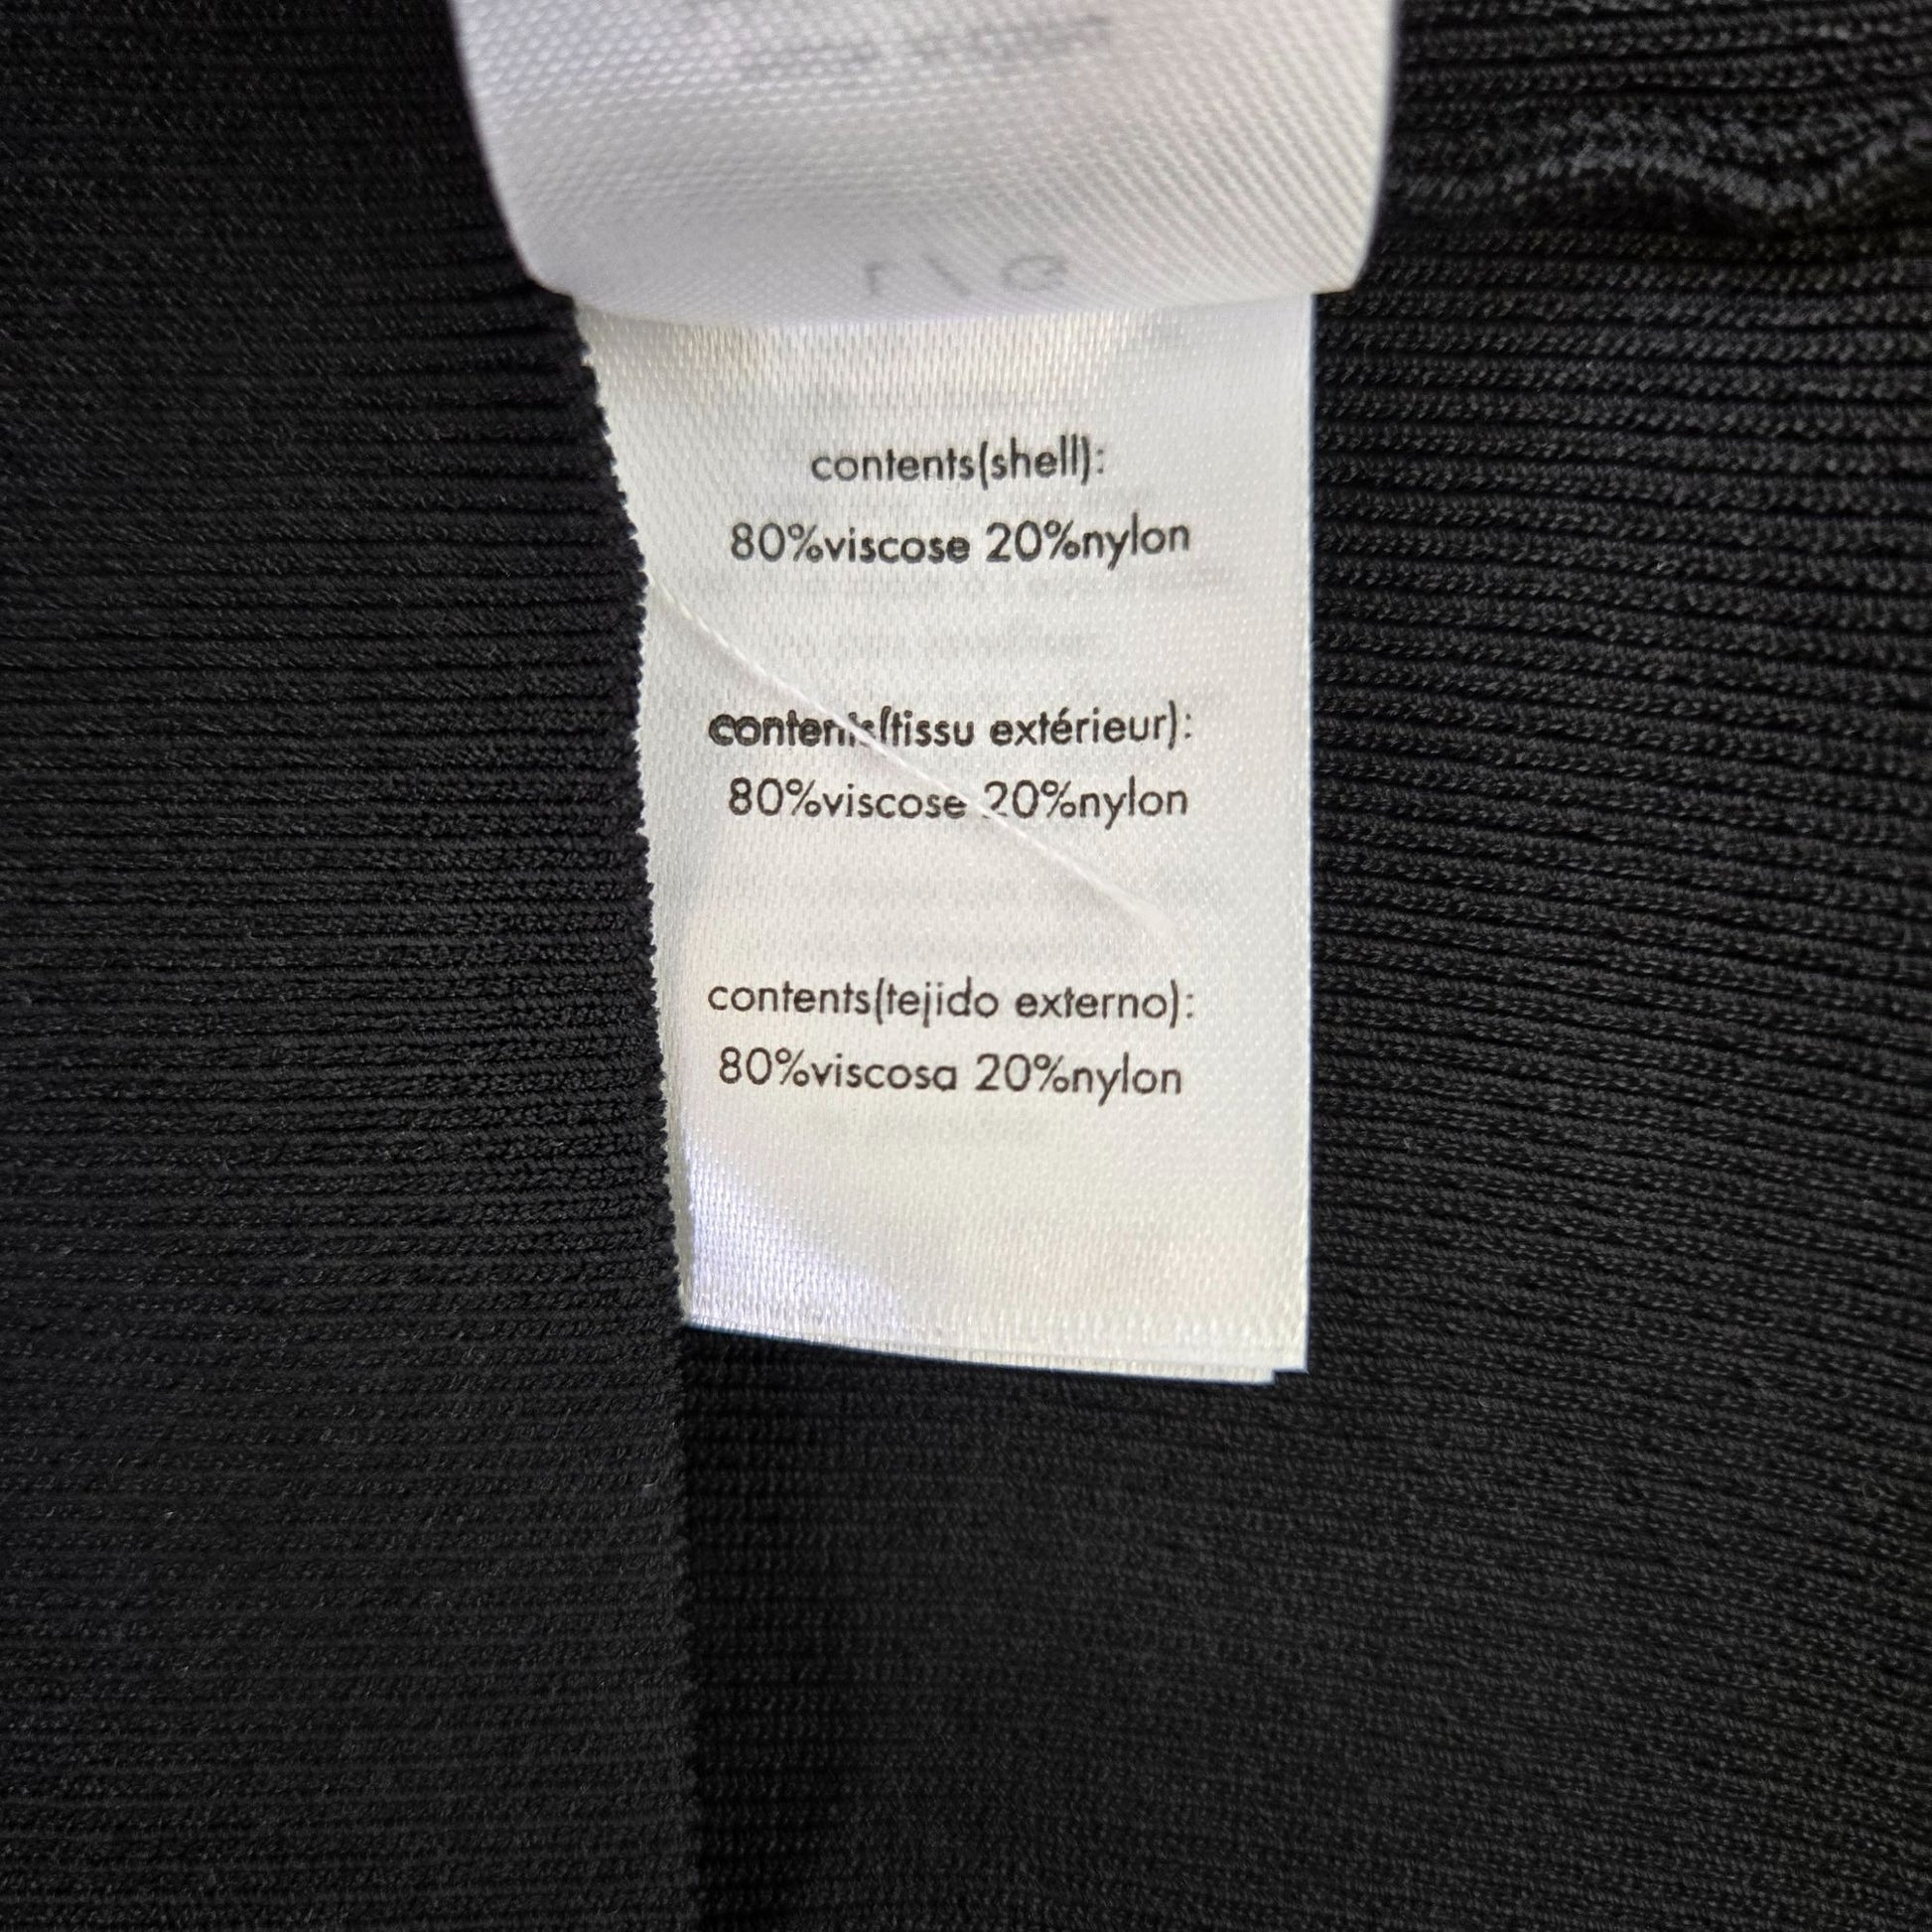 L/G
contents(shell):
80%viscose 20%nylon
contents(tissu extérieur):
80%viscose 20%nylon
contents(tejido externo):
80%viscosa 20%nylon